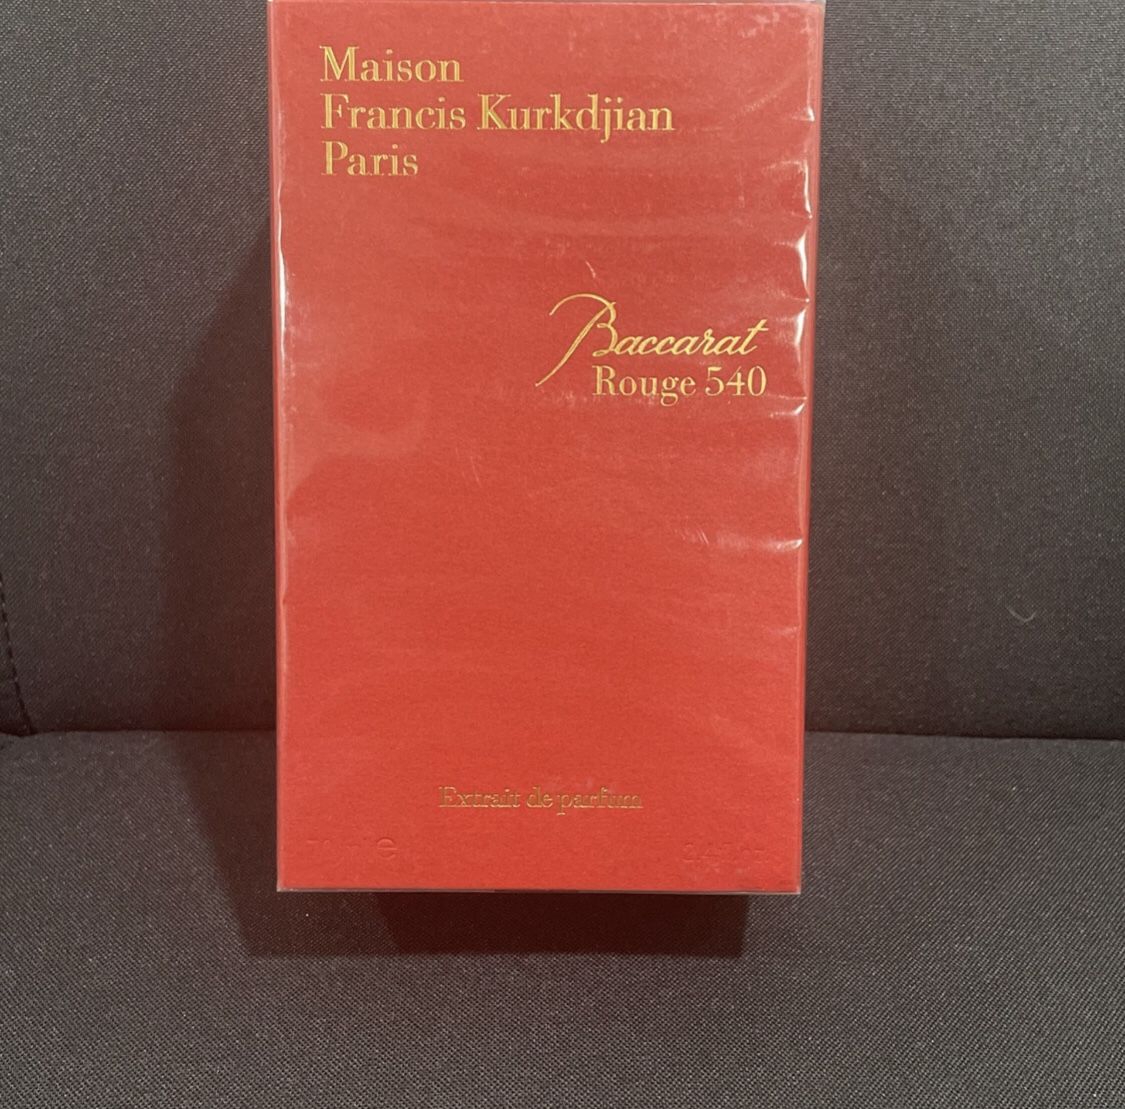 Maison
Francis Kurkdjian
Paris
Baccarat
Rouge 540
Extrait de parfum